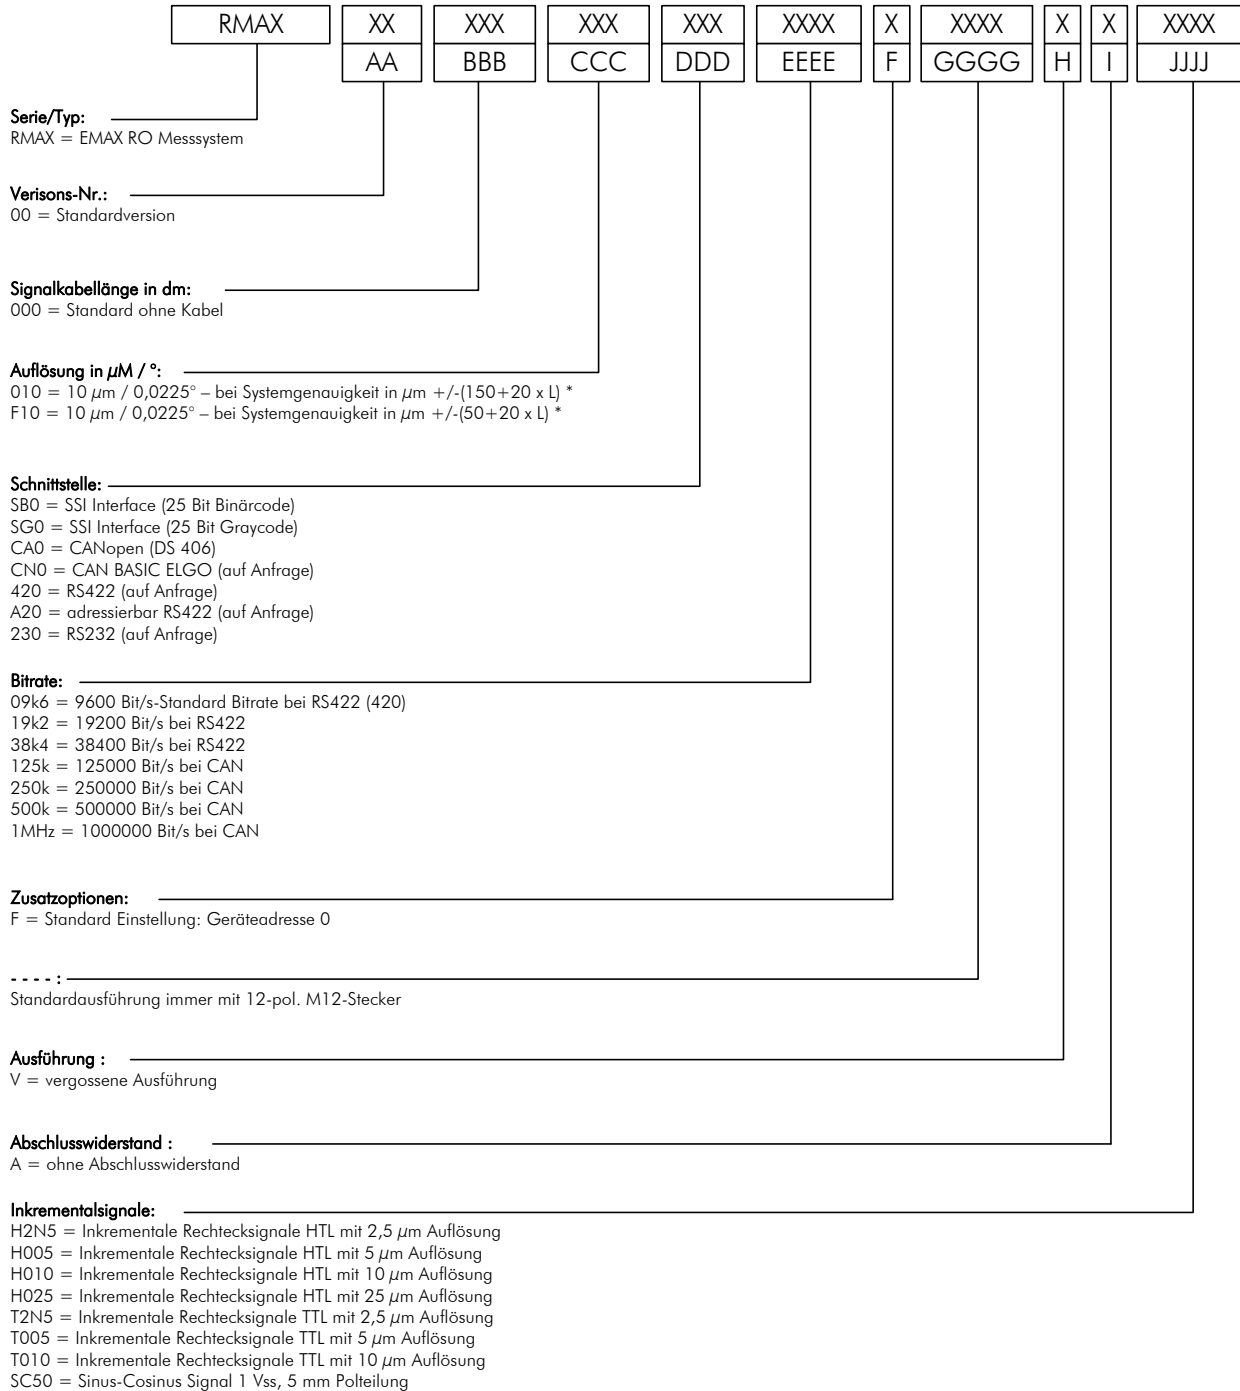 RMAX XX XXX XXX XXX XXXX X XXXX X X XXXX
AA BBB CCC DDD EEEE F GGGG H I JJJJ
Serie/Typ:
RMAX = EMAX RO Messsystem
Verisons-Nr.:
00 = Standardversion
Signalkabellänge in dm:
000 = Standard ohne Kabel
Auflösung in µM / °:
010 = 10 µm / 0,0225° – bei Systemgenauigkeit in µm +/-(150+20 x L) *
F10 = 10 µm / 0,0225° – bei Systemgenauigkeit in µm +/-(50+20 x L) *
Schnittstelle:
SB0 = SSI Interface (25 Bit Binärcode)
SG0 = SSI Interface (25 Bit Graycode)
CA0 = CANopen (DS 406)
CN0 = CAN BASIC ELGO (auf Anfrage)
420 = RS422 (auf Anfrage)
A20 = adressierbar RS422 (auf Anfrage)
230 = RS232 (auf Anfrage)
Bitrate:
09k6 = 9600 Bit/s-Standard Bitrate bei RS422 (420)
19k2 = 19200 Bit/s bei RS422
38k4 = 38400 Bit/s bei RS422
125k = 125000 Bit/s bei CAN
250k = 250000 Bit/s bei CAN
500k = 500000 Bit/s bei CAN
1MHz = 1000000 Bit/s bei CAN
Zusatzoptionen:
F = Standard Einstellung: Geräteadresse 0
- - - - :
Standardausführung immer mit 12-pol. M12-Stecker
Ausführung :
V = vergossene Ausführung
Abschlusswiderstand :
A = ohne Abschlusswiderstand
Inkrementalsignale:
H2N5 = Inkrementale Rechtecksignale HTL mit 2,5 µm Auflösung
H005 = Inkrementale Rechtecksignale HTL mit 5 µm Auflösung
H010 = Inkrementale Rechtecksignale HTL mit 10 µm Auflösung
H025 = Inkrementale Rechtecksignale HTL mit 25 µm Auflösung
T2N5 = Inkrementale Rechtecksignale TTL mit 2,5 µm Auflösung
T005 = Inkrementale Rechtecksignale TTL mit 5 µm Auflösung
T010 = Inkrementale Rechtecksignale TTL mit 10 µm Auflösung
SC50 = Sinus-Cosinus Signal 1 Vss, 5 mm Polteilung